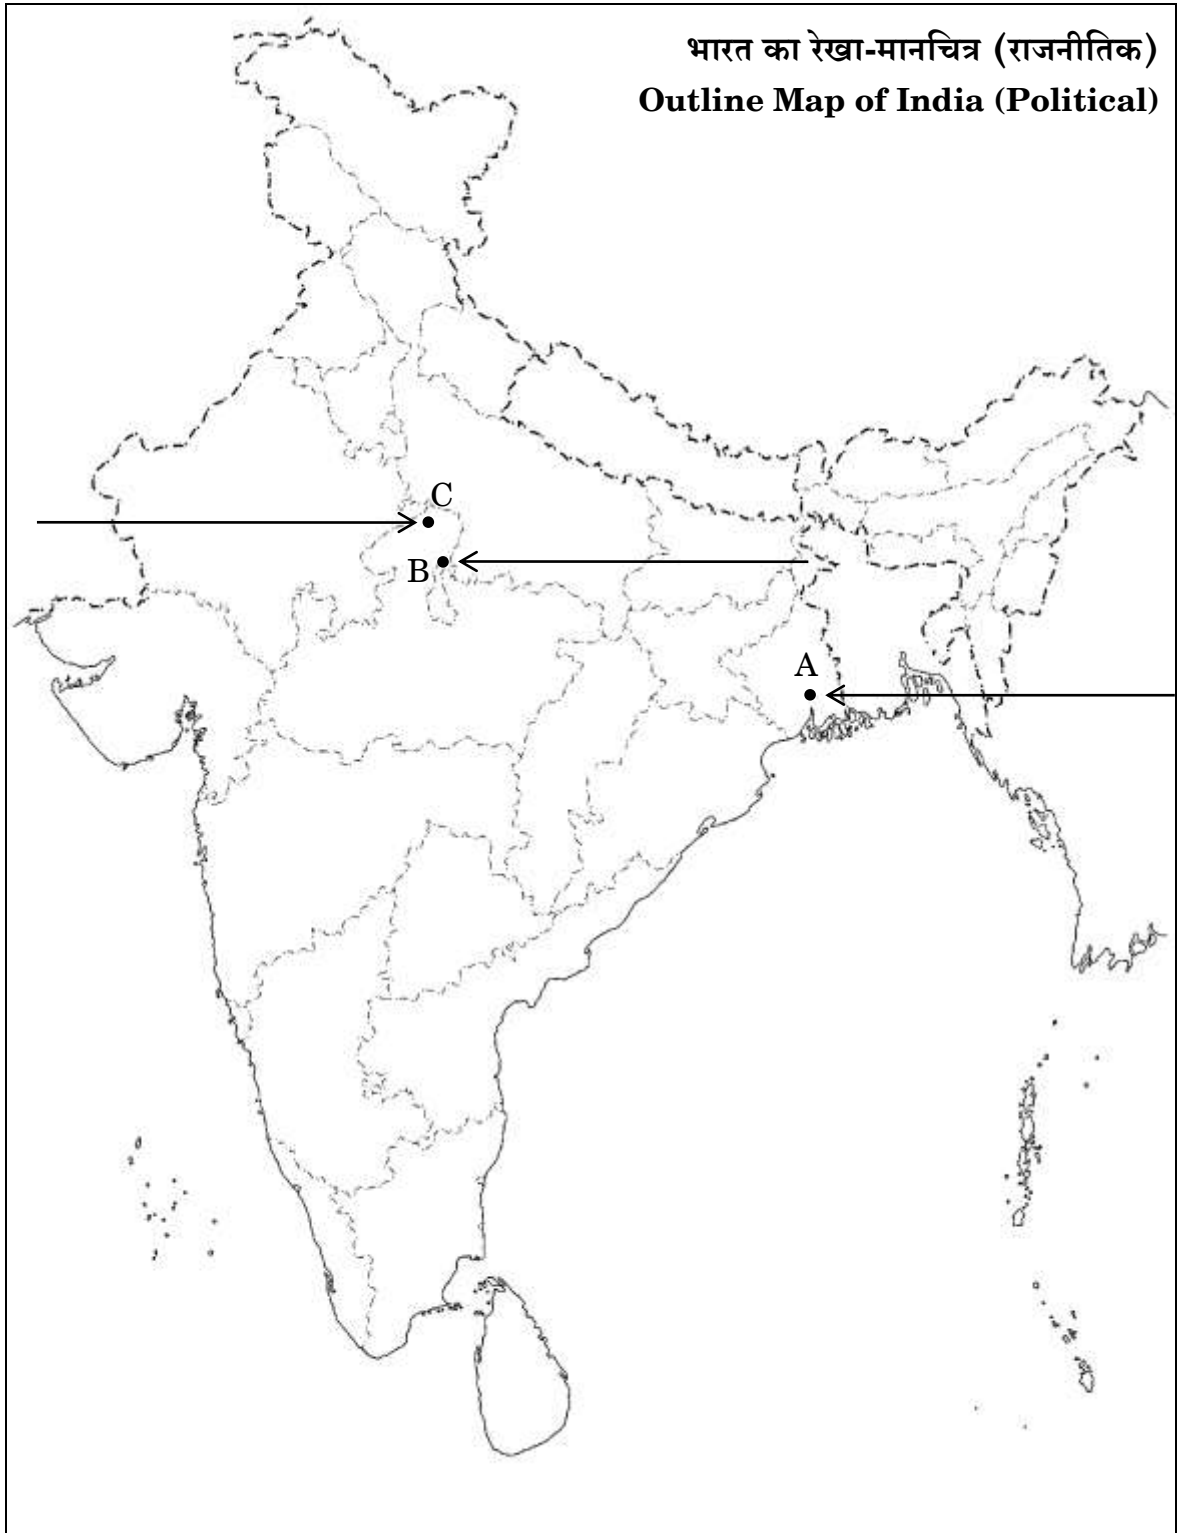 भारत का रेखा-मानचित्र (राजनीतिक)
Outline Map of India (Political)
C
B
A